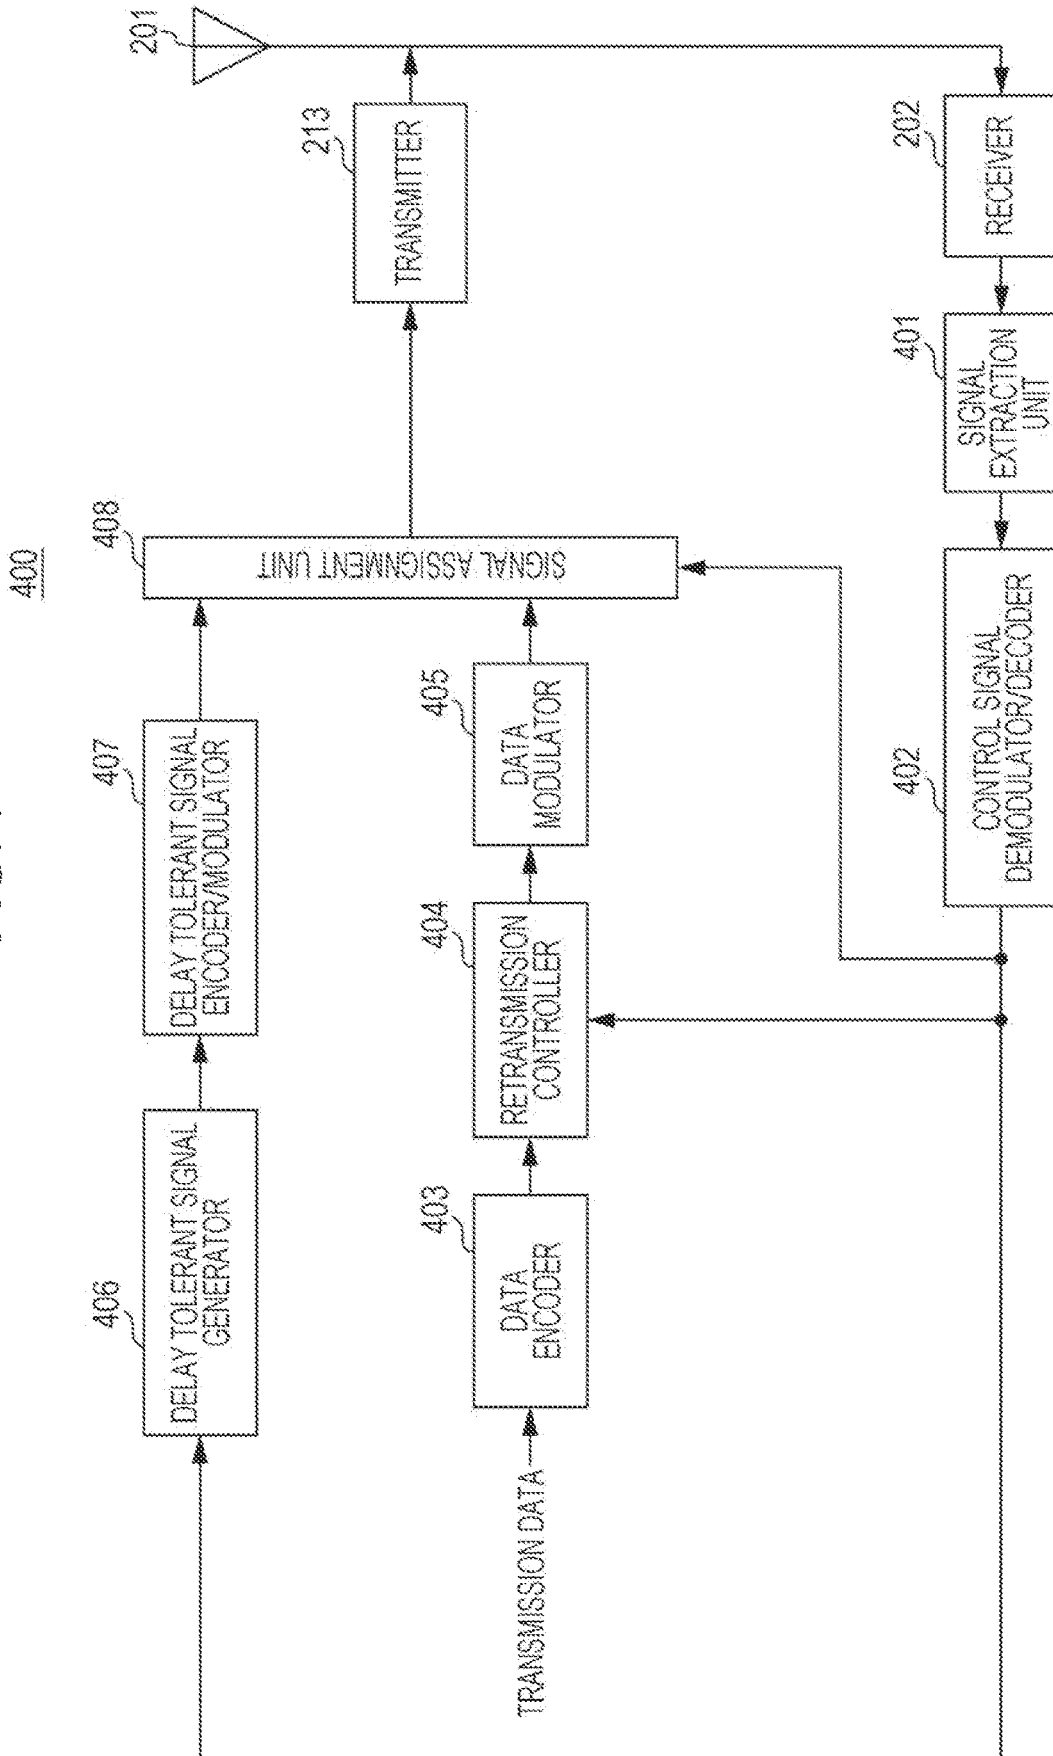 400
201
213
TRANSMITTER
408
SIGNAL ASSIGNMENT UNIT
407
DELAY TOLERANT SIGNAL
ENCODER/MODULATOR
406
DELAY TOLERANT SIGNAL
GENERATOR
405
DATA
MODULATOR
404
RETRANSMISSION
CONTROLLER
403
DATA
ENCODER
TRANSMISSION DATA
202
RECEIVER
401
SIGNAL
EXTRACTION
UNIT
402
CONTROL SIGNAL
DEMODULATOR/DECODER